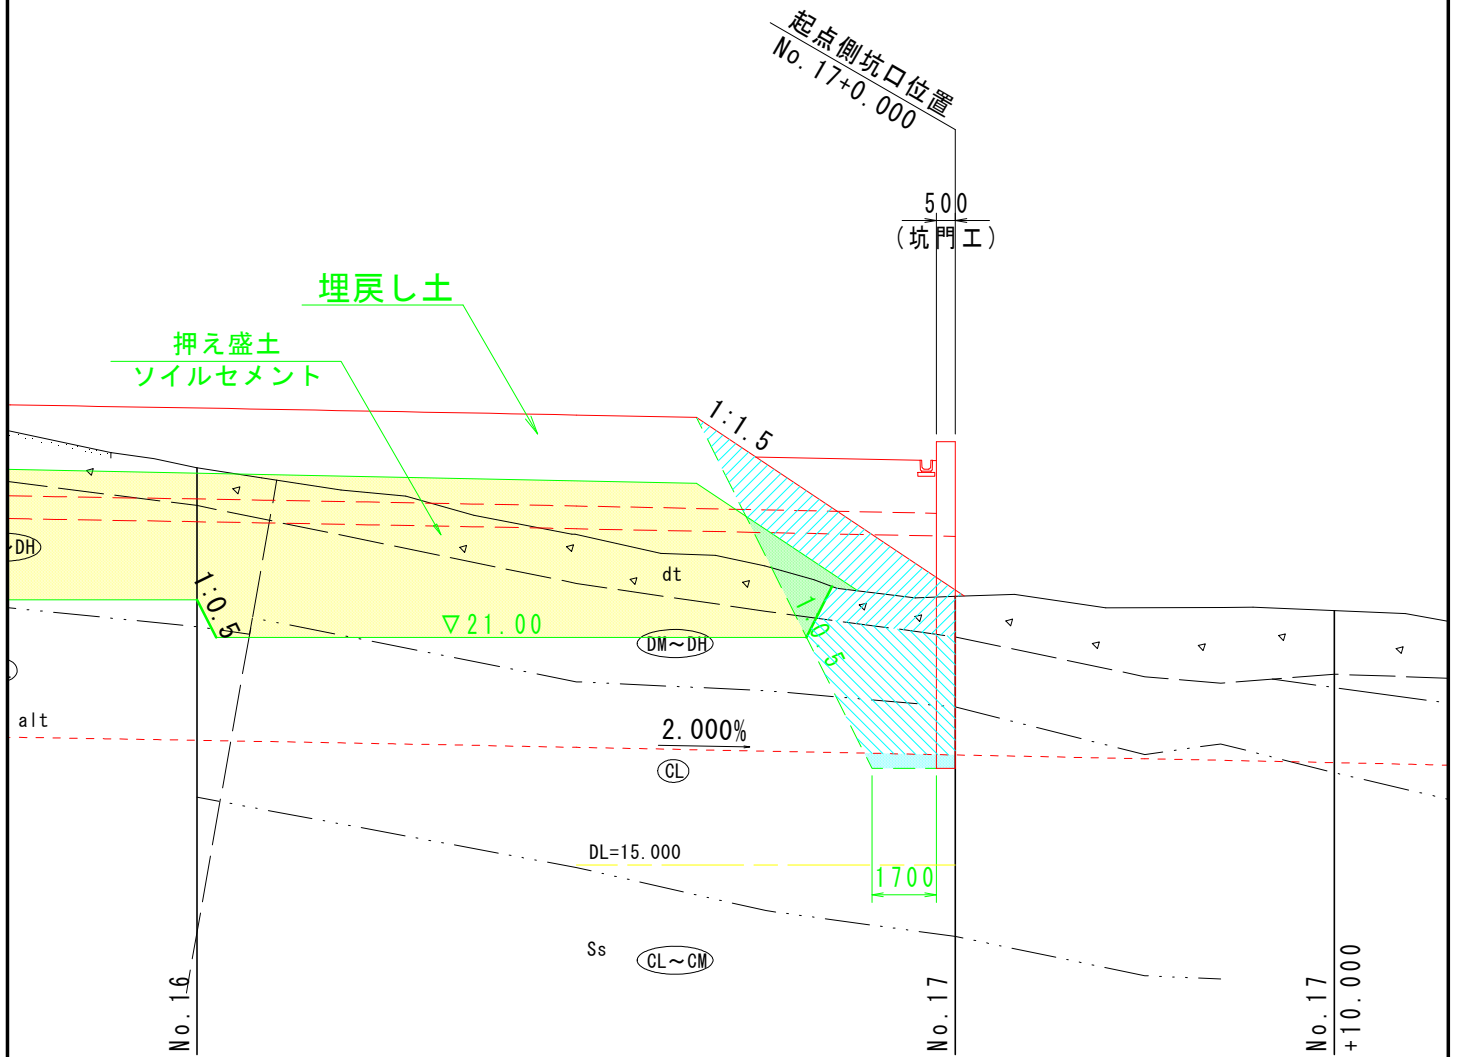 起点側坑口位置
No.17+0.000
500
(坑門工)
埋戻し土
押え盛土
ソイルセメント
1:1.5
DH
1:0.5
dt
▽21.00
1:0.5
DM～DH
alt
2.000%
CL
DL=15.000
1700
Ss
CL～CM
No.16
No.17
No.17
+10.000